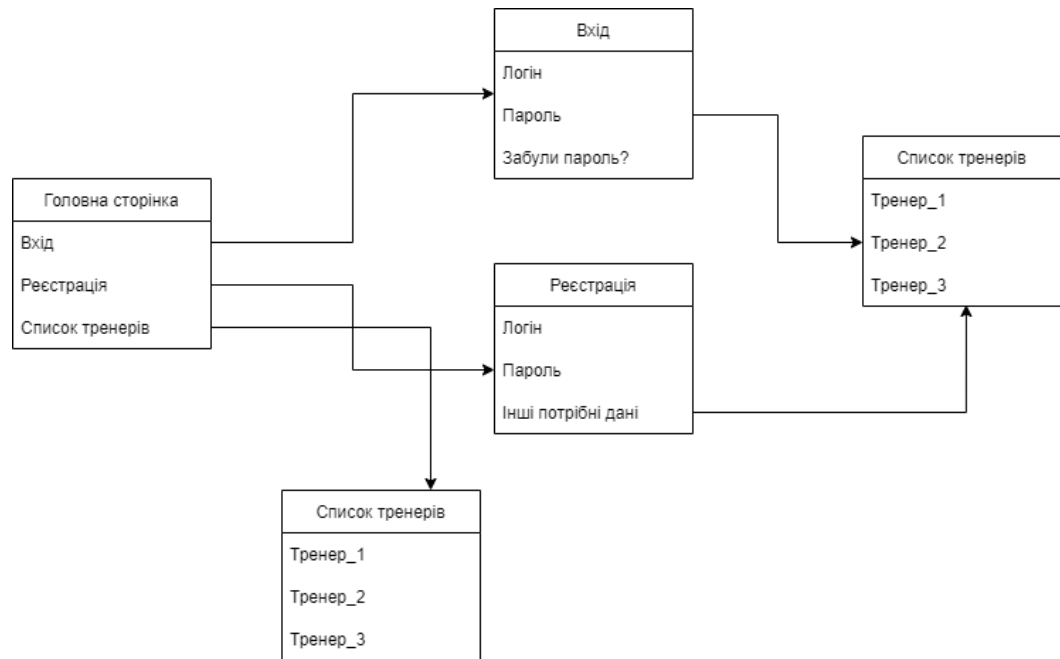 Вхід
Логін
Пароль
Забули пароль?
Список тренерів
Тренер_1
Тренер_2
Тренер_3
Головна сторінка
Вхід
Реєстрація
Список тренерів
Реєстрація
Логін
Пароль
Інші потрібні дані
Список тренерів
Тренер_1
Тренер_2
Тренер_3